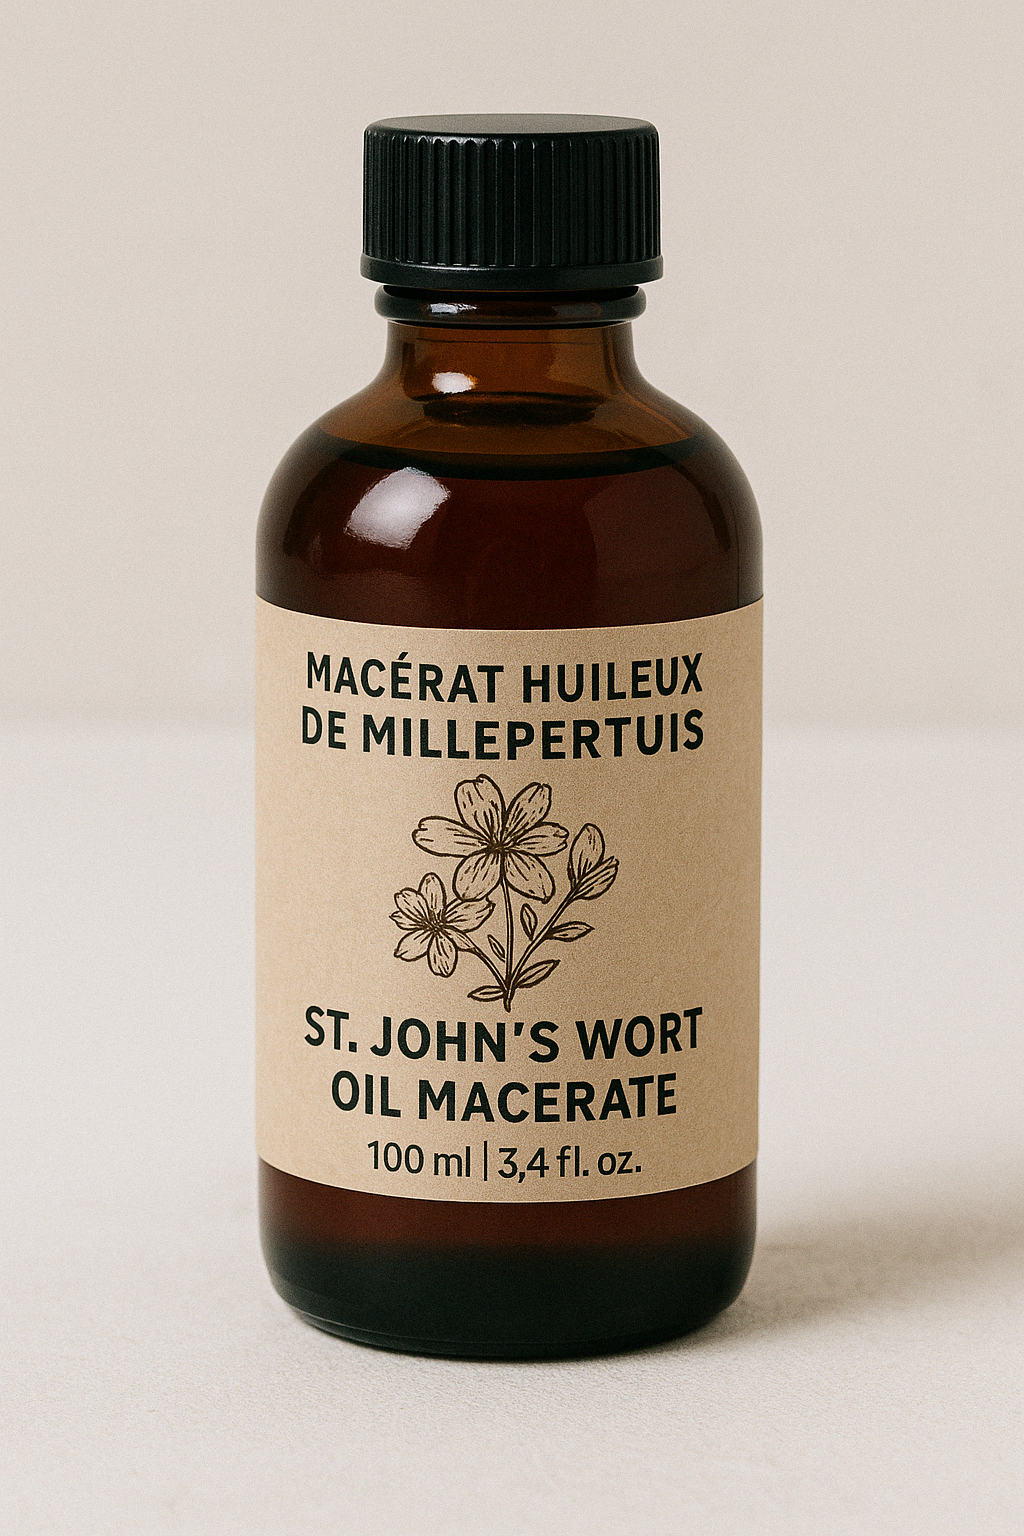 MACÉRAT HUILEUX
DE MILLEPERTUIS
ST. JOHN'S WORT
OIL MACERATE
100 ml | 3,4 fl. oz.